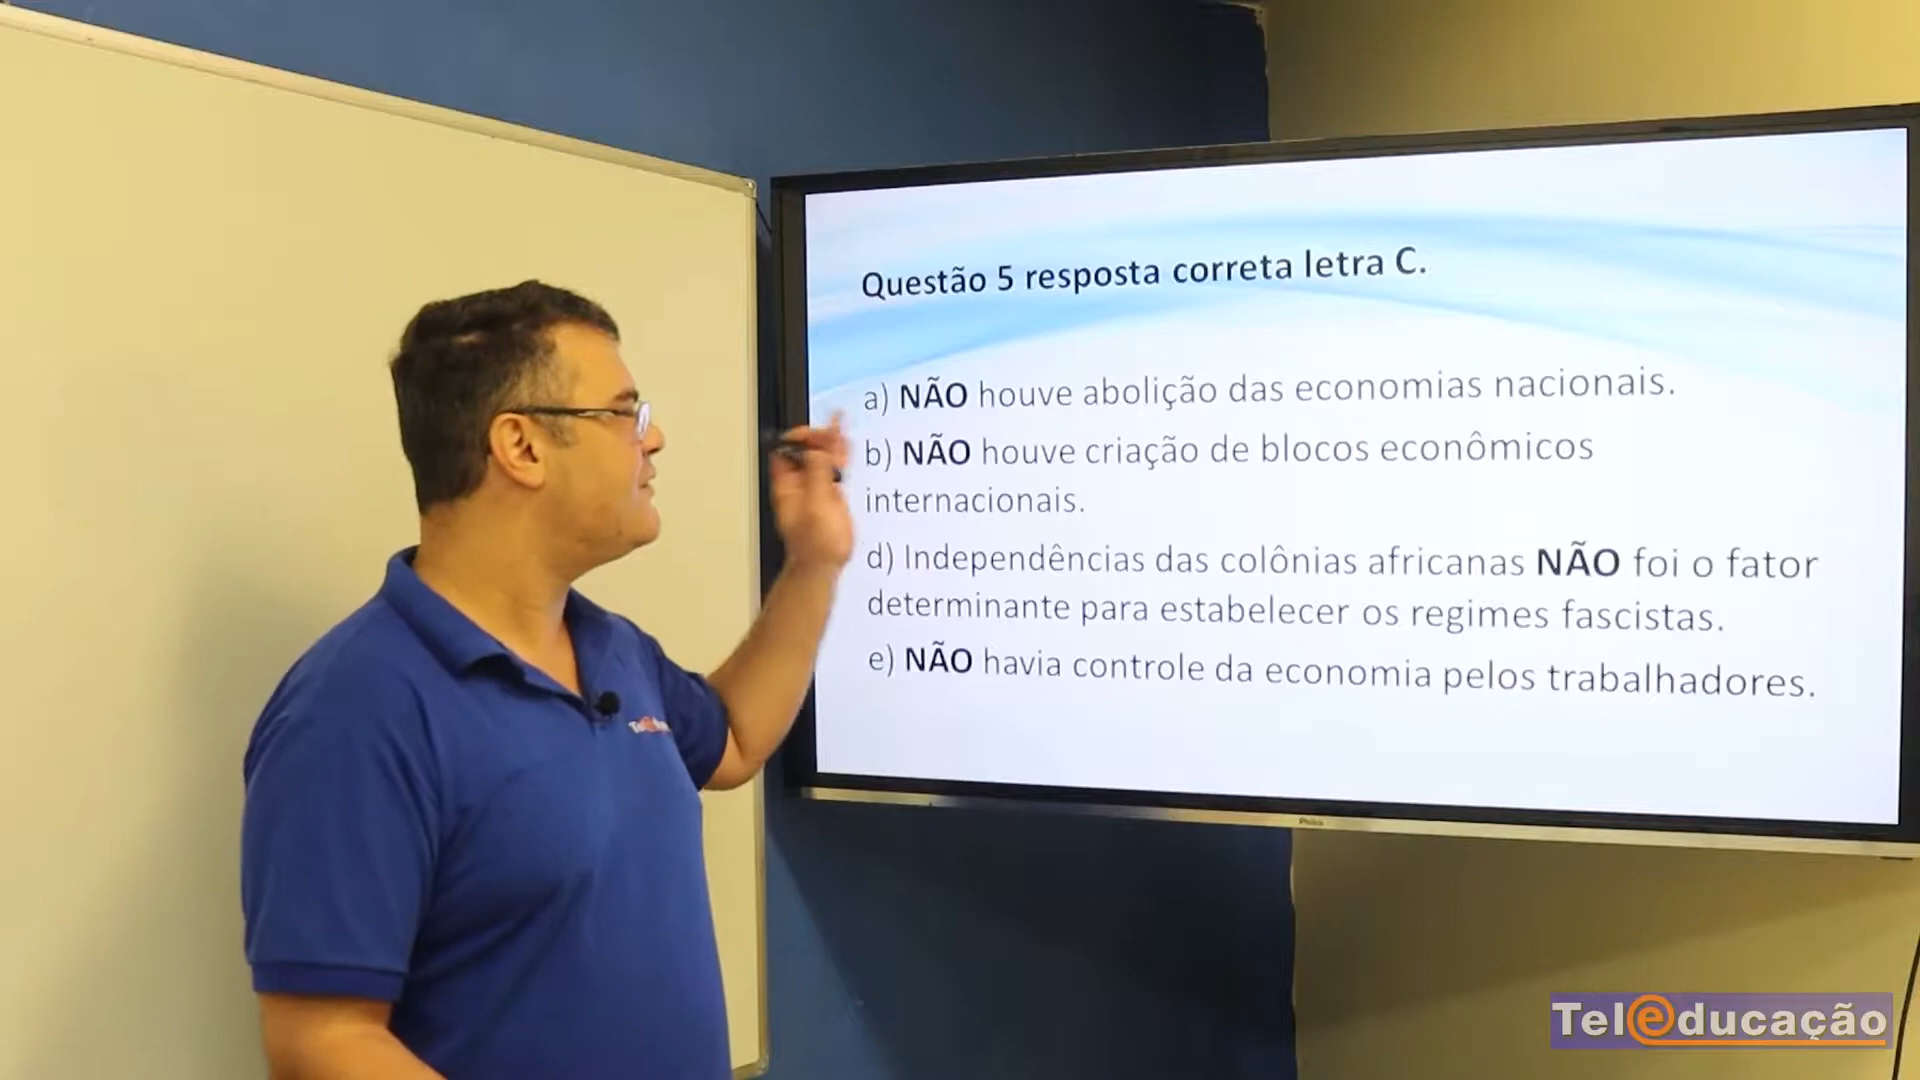 Questão 5 resposta correta letra C.
a) NÃO houve abolição das economias nacionais.
b) NÃO houve criação de blocos econômicos
internacionais.
d) Independências das colônias africanas NÃO foi o fator
determinante para estabelecer os regimes fascistas.
e) NÃO havia controle da economia pelos trabalhadores.
Philco
Teleducação